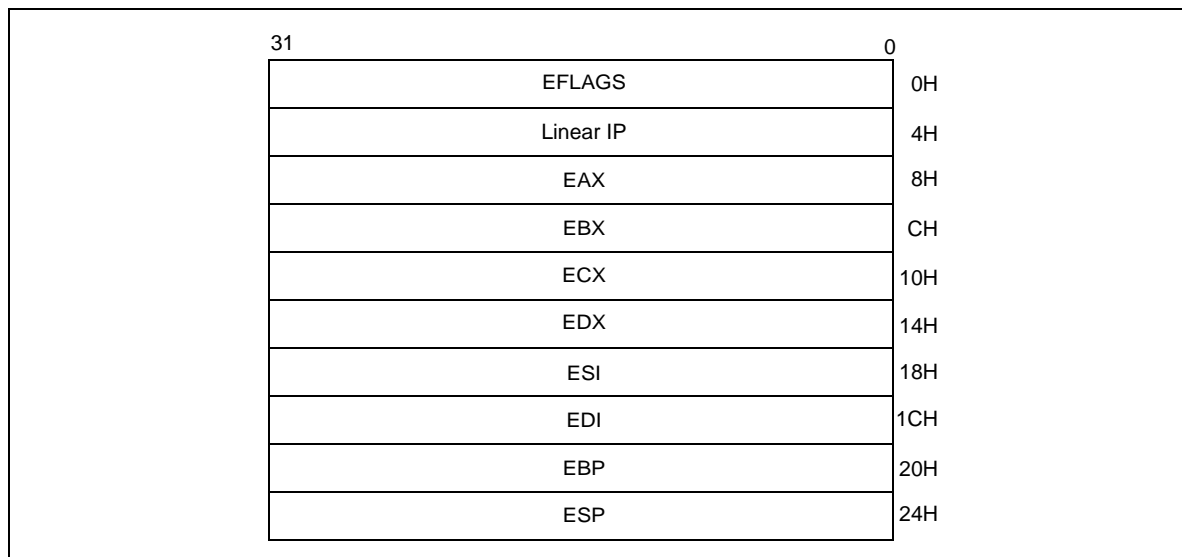 31 0
EFLAGS 0H
Linear IP 4H
EAX 8H
EBX CH
ECX 10H
EDX 14H
ESI 18H
EDI 1CH
EBP 20H
ESP 24H